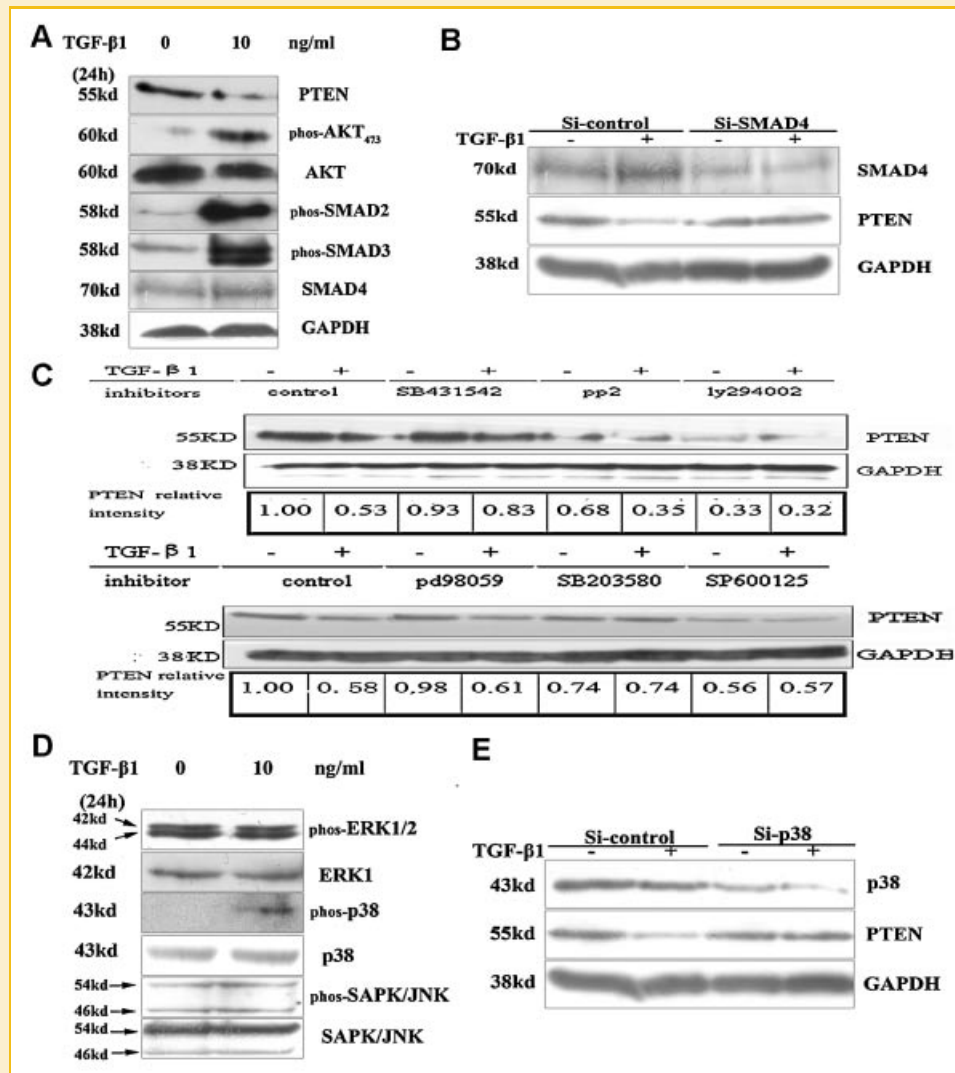 A
TGF-β1 0 10 ng/ml
(24h)
55kd PTEN
60kd phos-AKT473
60kd AKT
58kd phos-SMAD2
58kd phos-SMAD3
70kd SMAD4
38kd GAPDH
B
Si-control Si-SMAD4
TGF-β1 - + - +
70kd SMAD4
55kd PTEN
38kd GAPDH
C
TGF-β 1 - + - + - + - +
inhibitors control SB431542 pp2 ly294002
55KD PTEN
38KD GAPDH
PTEN relative
intensity 1.00 0.53 0.93 0.83 0.68 0.35 0.33 0.32
TGF-β 1 - + - + - + - +
inhibitor control pd98059 SB203580 SP600125
55KD PTEN
38KD GAPDH
PTEN relative
intensity 1.00 0. 58 0,98 0.61 0.74 0.74 0.56 0.57
D
TGF-β1 0 10 ng/ml
(24h)
42kd
44kd phos-ERK1/2
42kd ERK1
43kd phos-p38
43kd p38
54kd
46kd phos-SAPK/JNK
54kd
46kd SAPK/JNK
E
Si-control Si-p38
TGF-β1 - + - +
43kd p38
55kd PTEN
38kd GAPDH